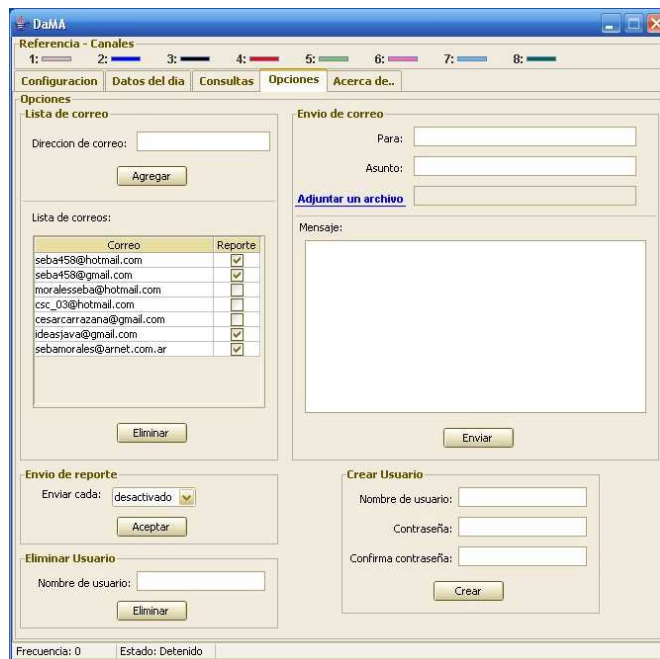 DaMA
Referencia - Canales
1: 2: 3: 4: 5: 6: 7: 8:
Configuracion Datos del dia Consultas Opciones Acerca de..
Opciones
Lista de correo
Direccion de correo:
Agregar
Lista de correos:
Correo Reporte
seba458@hotmail.com
seba458@gmail.com
moralesseba@hotmail.com
csc_03@hotmail.com
cesarcarrazana@gmail.com
ideasjava@gmail.com
sebamorales@arnet.com.ar
Eliminar
Envio de correo
Para:
Asunto:
Adjuntar un archivo
Mensaje:
Enviar
Envio de reporte
Enviar cada: desactivado
Aceptar
Eliminar Usuario
Nombre de usuario:
Eliminar
Crear Usuario
Nombre de usuario:
Contraseña:
Confirma contraseña:
Crear
Frecuencia: 0 Estado: Detenido